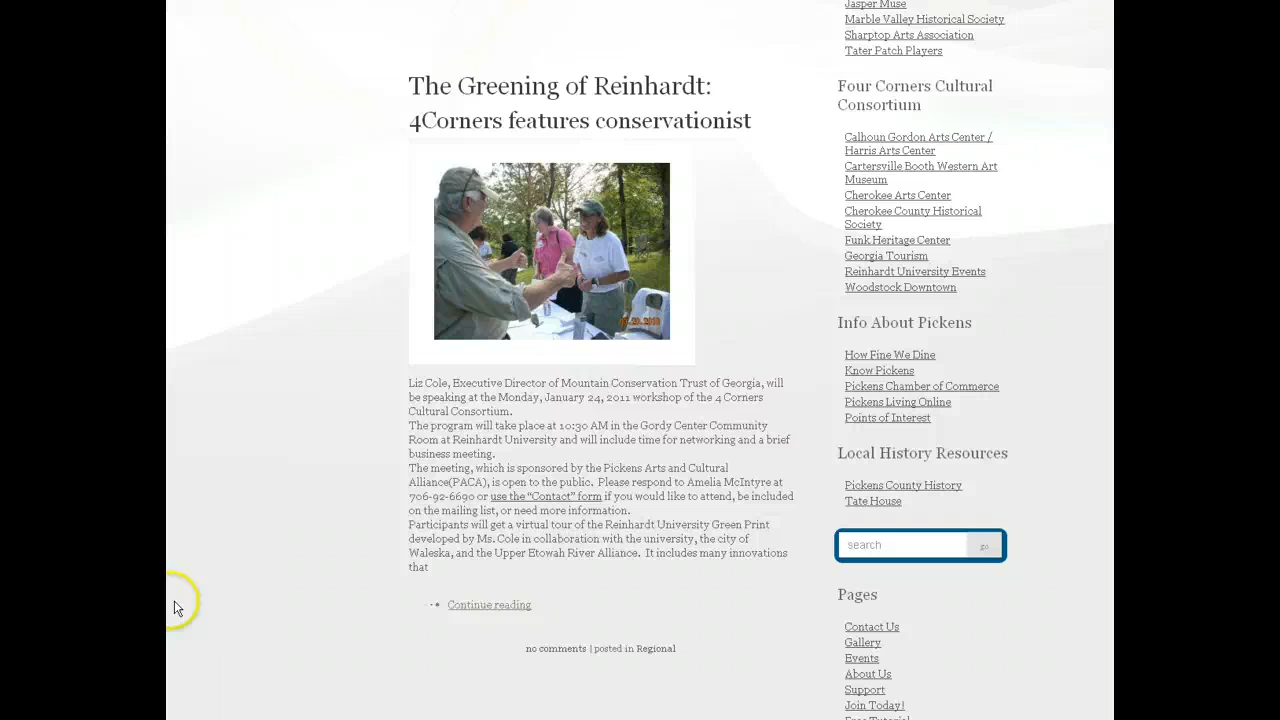 The Greening of Reinhardt:
4Corners features conservationist
Liz Cole, Executive Director of Mountain Conservation Trust of Georgia, will
be speaking at the Monday, January 24, 2011 workshop of the 4 Corners
Cultural Consortium.
The program will take place at 10:30 AM in the Gordy Center Community
Room at Reinhardt University and will include time for networking and a brief
business meeting.
The meeting, which is sponsored by the Pickens Arts and Cultural
Alliance(PACA), is open to the public. Please respond to Amelia McIntyre at
706-92-6690 or use the "Contact" form if you would like to attend, be included
on the mailing list, or need more information.
Participants will get a virtual tour of the Reinhardt University Green Print
developed by Ms. Cole in collaboration with the university, the city of
Waleska, and the Upper Etowah River Alliance. It includes many innovations
that
Continue reading
no comments | posted in Regional
Jasper Muse
Marble Valley Historical Society
Sharptop Arts Association
Tater Patch Players
Four Corners Cultural
Consortium
Calhoun Gordon Arts Center /
Harris Arts Center
Cartersville Booth Western Art
Museum
Cherokee Arts Center
Cherokee County Historical
Society
Funk Heritage Center
Georgia Tourism
Reinhardt University Events
Woodstock Downtown
Info About Pickens
How Fine We Dine
Know Pickens
Pickens Chamber of Commerce
Pickens Living Online
Points of Interest
Local History Resources
Pickens County History
Tate House
search
go
Pages
Contact Us
Gallery
Events
About Us
Support
Join Today!
Free Tutorial